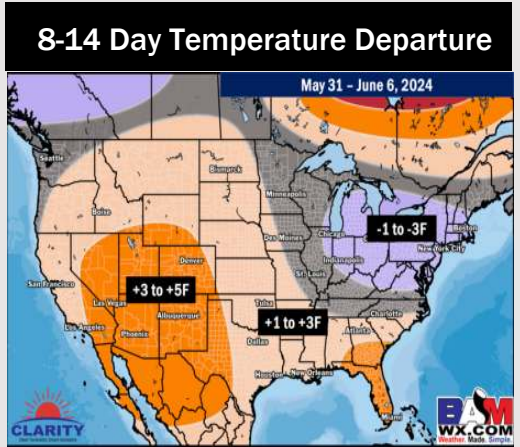 8-14 Day Temperature Departure
May 31 – June 6, 2024
Seattle
Bismarck
Minneapolis
Boise
-1 to -3F
Boston
Chicago
New York City
Des Moines
Indianapolis
Denver
St. Louis
San Francisco
+3 to +5F
Las Vegas
Tulsa
+1 to +3F
Charlotte
Albuquerque
Los Angeles
Phoenix
Atlanta
Dallas
Houston
New Orleans
Miami
CLARITY
BAM
WX.COM
Weather. Made. Simple.